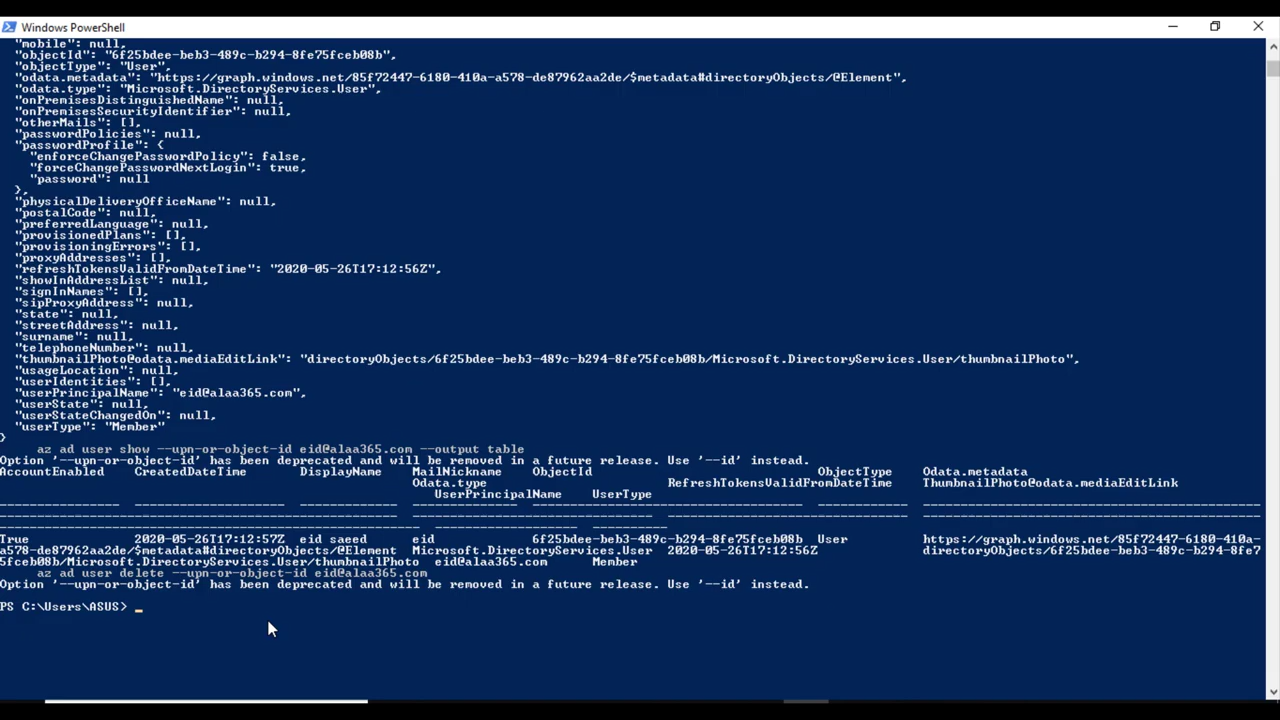 Windows PowerShell
"mobile": null,
"objectId": "6f25bdee-beb3-489c-b294-8fe75fceb08b",
"objectType": "User",
"odata.metadata": "https://graph.windows.net/85f72447-6180-410a-a578-de87962aa2de/$metadata#directoryObjects/@Element",
"odata.type": "Microsoft.DirectoryServices.User",
"onPremisesDistinguishedName": null,
"onPremisesSecurityIdentifier": null,
"otherMails": [],
"passwordPolicies": null,
"passwordProfile": {
"enforceChangePasswordPolicy": false,
"forceChangePasswordNextLogin": true,
"password": null
},
"physicalDeliveryOfficeName": null,
"postalCode": null,
"preferredLanguage": null,
"provisionedPlans": [],
"provisioningErrors": [],
"proxyAddresses": [],
"refreshTokensValidFromDateTime": "2020-05-26T17:12:56Z",
"showInAddressList": null,
"signInNames": [],
"sipProxyAddress": null,
"state": null,
"streetAddress": null,
"surname": null,
"telephoneNumber": null,
"thumbnailPhoto@odata.mediaEditLink": "directoryObjects/6f25bdee-beb3-489c-b294-8fe75fceb08b/Microsoft.DirectoryServices.User/thumbnailPhoto",
"usageLocation": null,
"userIdentities": [],
"userPrincipalName": "eid@alaa365.com",
"userState": null,
"userStateChangedOn": null,
"userType": "Member"
}
az ad user show --upn-or-object-id eid@alaa365.com --output table
Option '--upn-or-object-id' has been deprecated and will be removed in a future release. Use '--id' instead.
AccountEnabled CreatedDateTime DisplayName MailNickname ObjectId ObjectType Odata.metadata
Odata.type RefreshTokensValidFromDateTime ThumbnailPhoto@odata.mediaEditLink
UserPrincipalName UserType
True 2020-05-26T17:12:57Z eid saeed eid 6f25bdee-beb3-489c-b294-8fe75fceb08b User https://graph.windows.net/85f72447-6180-410a-
a578-de87962aa2de/$metadata#directoryObjects/@Element Microsoft.DirectoryServices.User 2020-05-26T17:12:56Z directoryObjects/6f25bdee-beb3-489c-b294-8fe7
5fceb08b/Microsoft.DirectoryServices.User/thumbnailPhoto eid@alaa365.com Member
az ad user delete --upn-or-object-id eid@alaa365.com
Option '--upn-or-object-id' has been deprecated and will be removed in a future release. Use '--id' instead.
PS C:\Users\ASUS> _